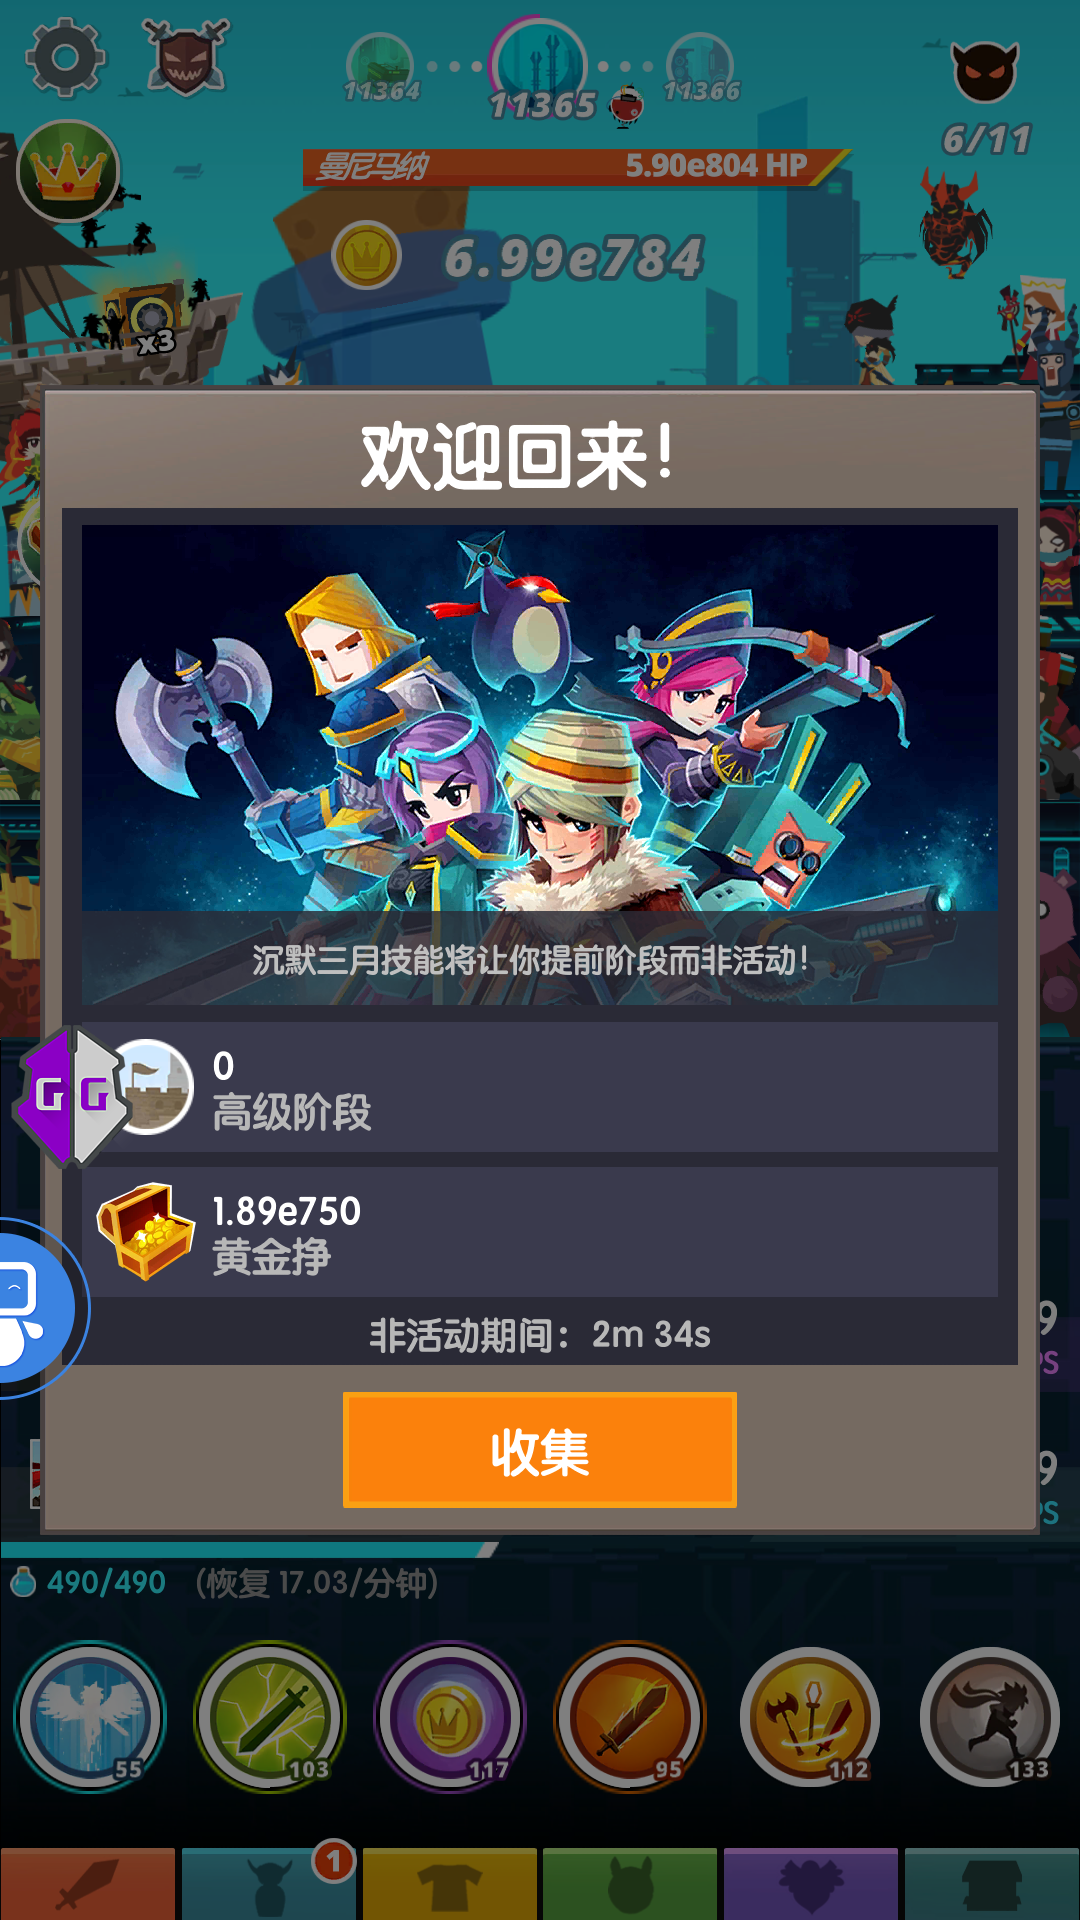 11364
11365
11366
6/11
曼尼马纳
5.90e804 HP
6.99e784
x3
欢迎回来!
沉默三月技能将让你提前阶段而非活动!
0
高级阶段
GG
1.89e750
黄金挣
非活动期间: 2m 34s
收集
490/490 (恢复 17.03/分钟)
55
103
117
95
112
133
1